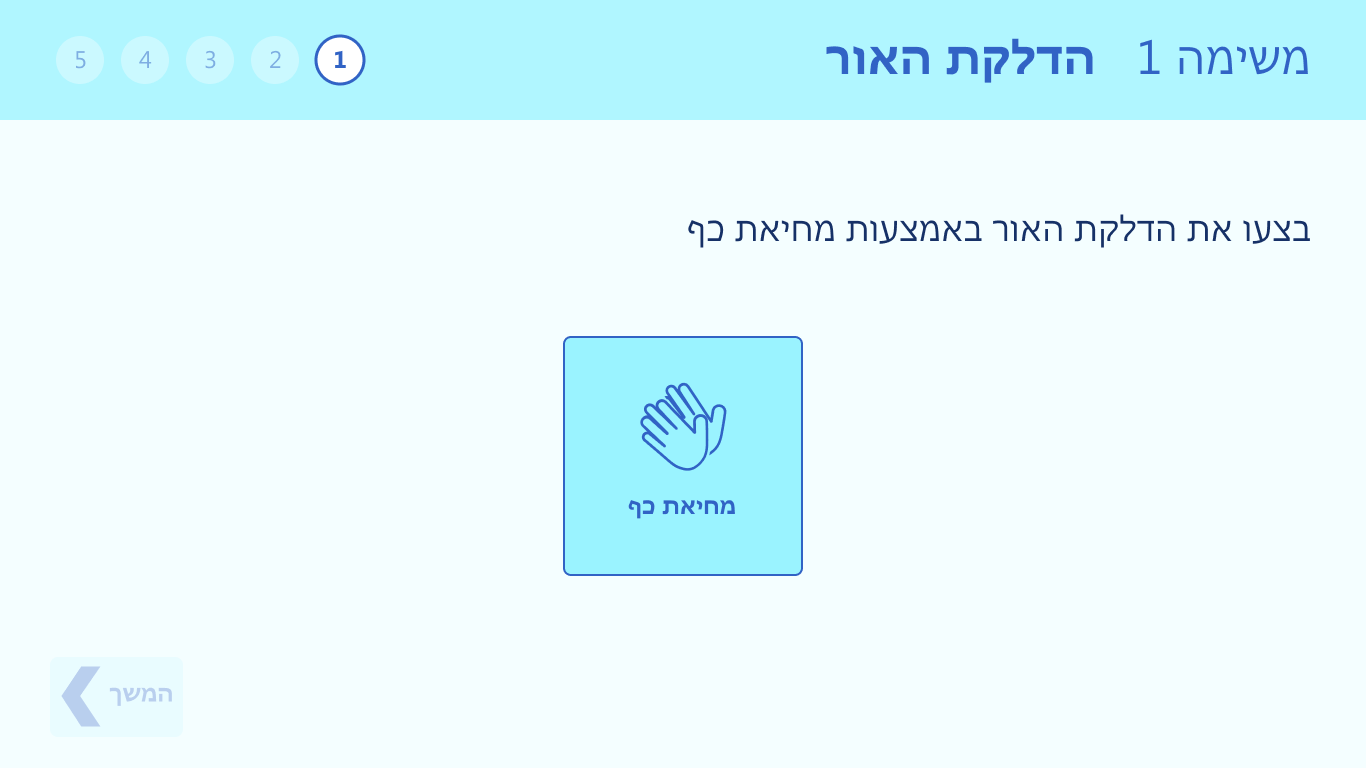 משימה 1 הדלקת האור
1 2 3 4 5
בצעו את הדלקת האור באמצעות מחיאת כף
מחיאת כף
המשך